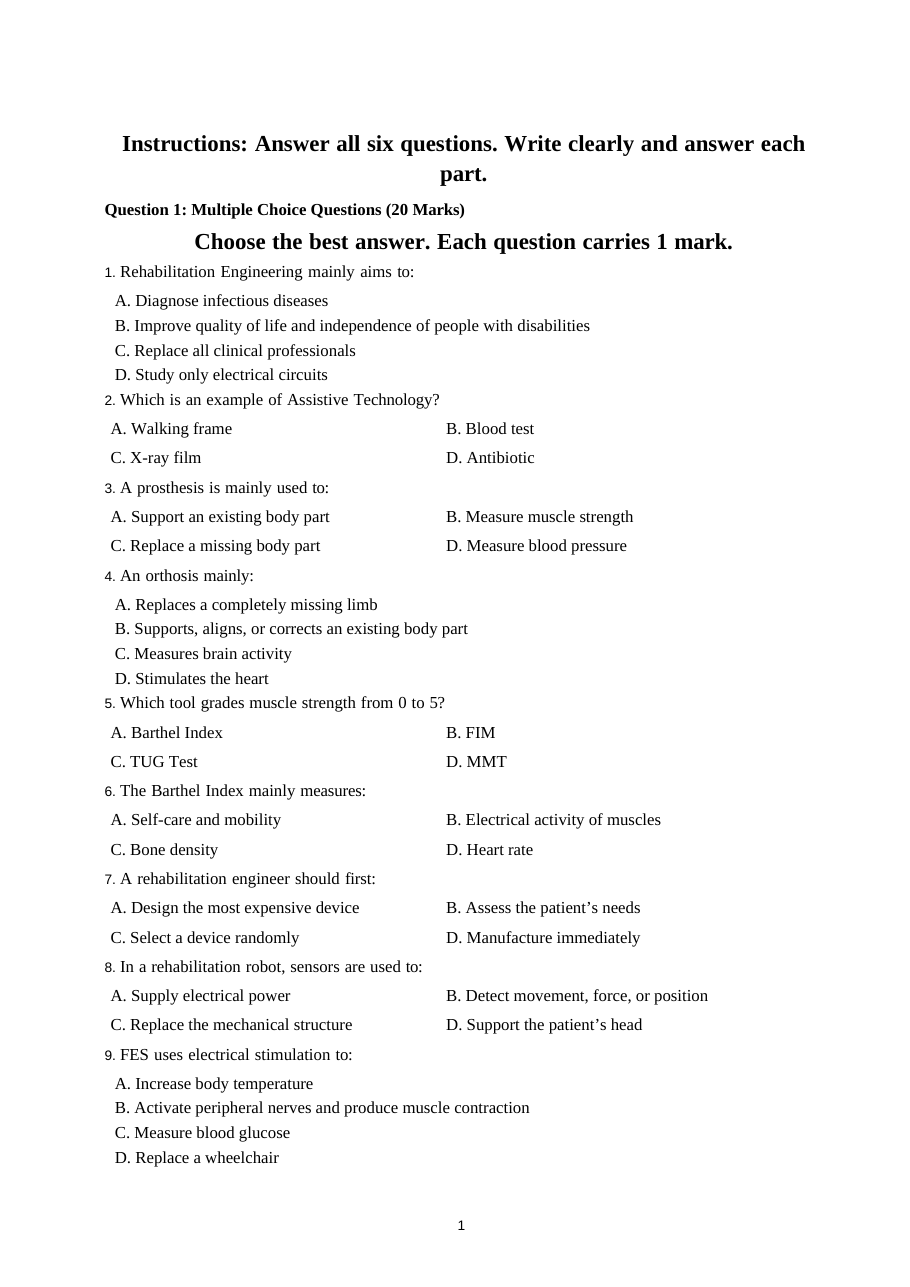 Instructions: Answer all six questions. Write clearly and answer each
part.
Question 1: Multiple Choice Questions (20 Marks)
Choose the best answer. Each question carries 1 mark.
1. Rehabilitation Engineering mainly aims to:
A. Diagnose infectious diseases
B. Improve quality of life and independence of people with disabilities
C. Replace all clinical professionals
D. Study only electrical circuits
2. Which is an example of Assistive Technology?
A. Walking frame B. Blood test
C. X-ray film D. Antibiotic
3. A prosthesis is mainly used to:
A. Support an existing body part B. Measure muscle strength
C. Replace a missing body part D. Measure blood pressure
4. An orthosis mainly:
A. Replaces a completely missing limb
B. Supports, aligns, or corrects an existing body part
C. Measures brain activity
D. Stimulates the heart
5. Which tool grades muscle strength from 0 to 5?
A. Barthel Index B. FIM
C. TUG Test D. MMT
6. The Barthel Index mainly measures:
A. Self-care and mobility B. Electrical activity of muscles
C. Bone density D. Heart rate
7. A rehabilitation engineer should first:
A. Design the most expensive device B. Assess the patient’s needs
C. Select a device randomly D. Manufacture immediately
8. In a rehabilitation robot, sensors are used to:
A. Supply electrical power B. Detect movement, force, or position
C. Replace the mechanical structure D. Support the patient’s head
9. FES uses electrical stimulation to:
A. Increase body temperature
B. Activate peripheral nerves and produce muscle contraction
C. Measure blood glucose
D. Replace a wheelchair
1